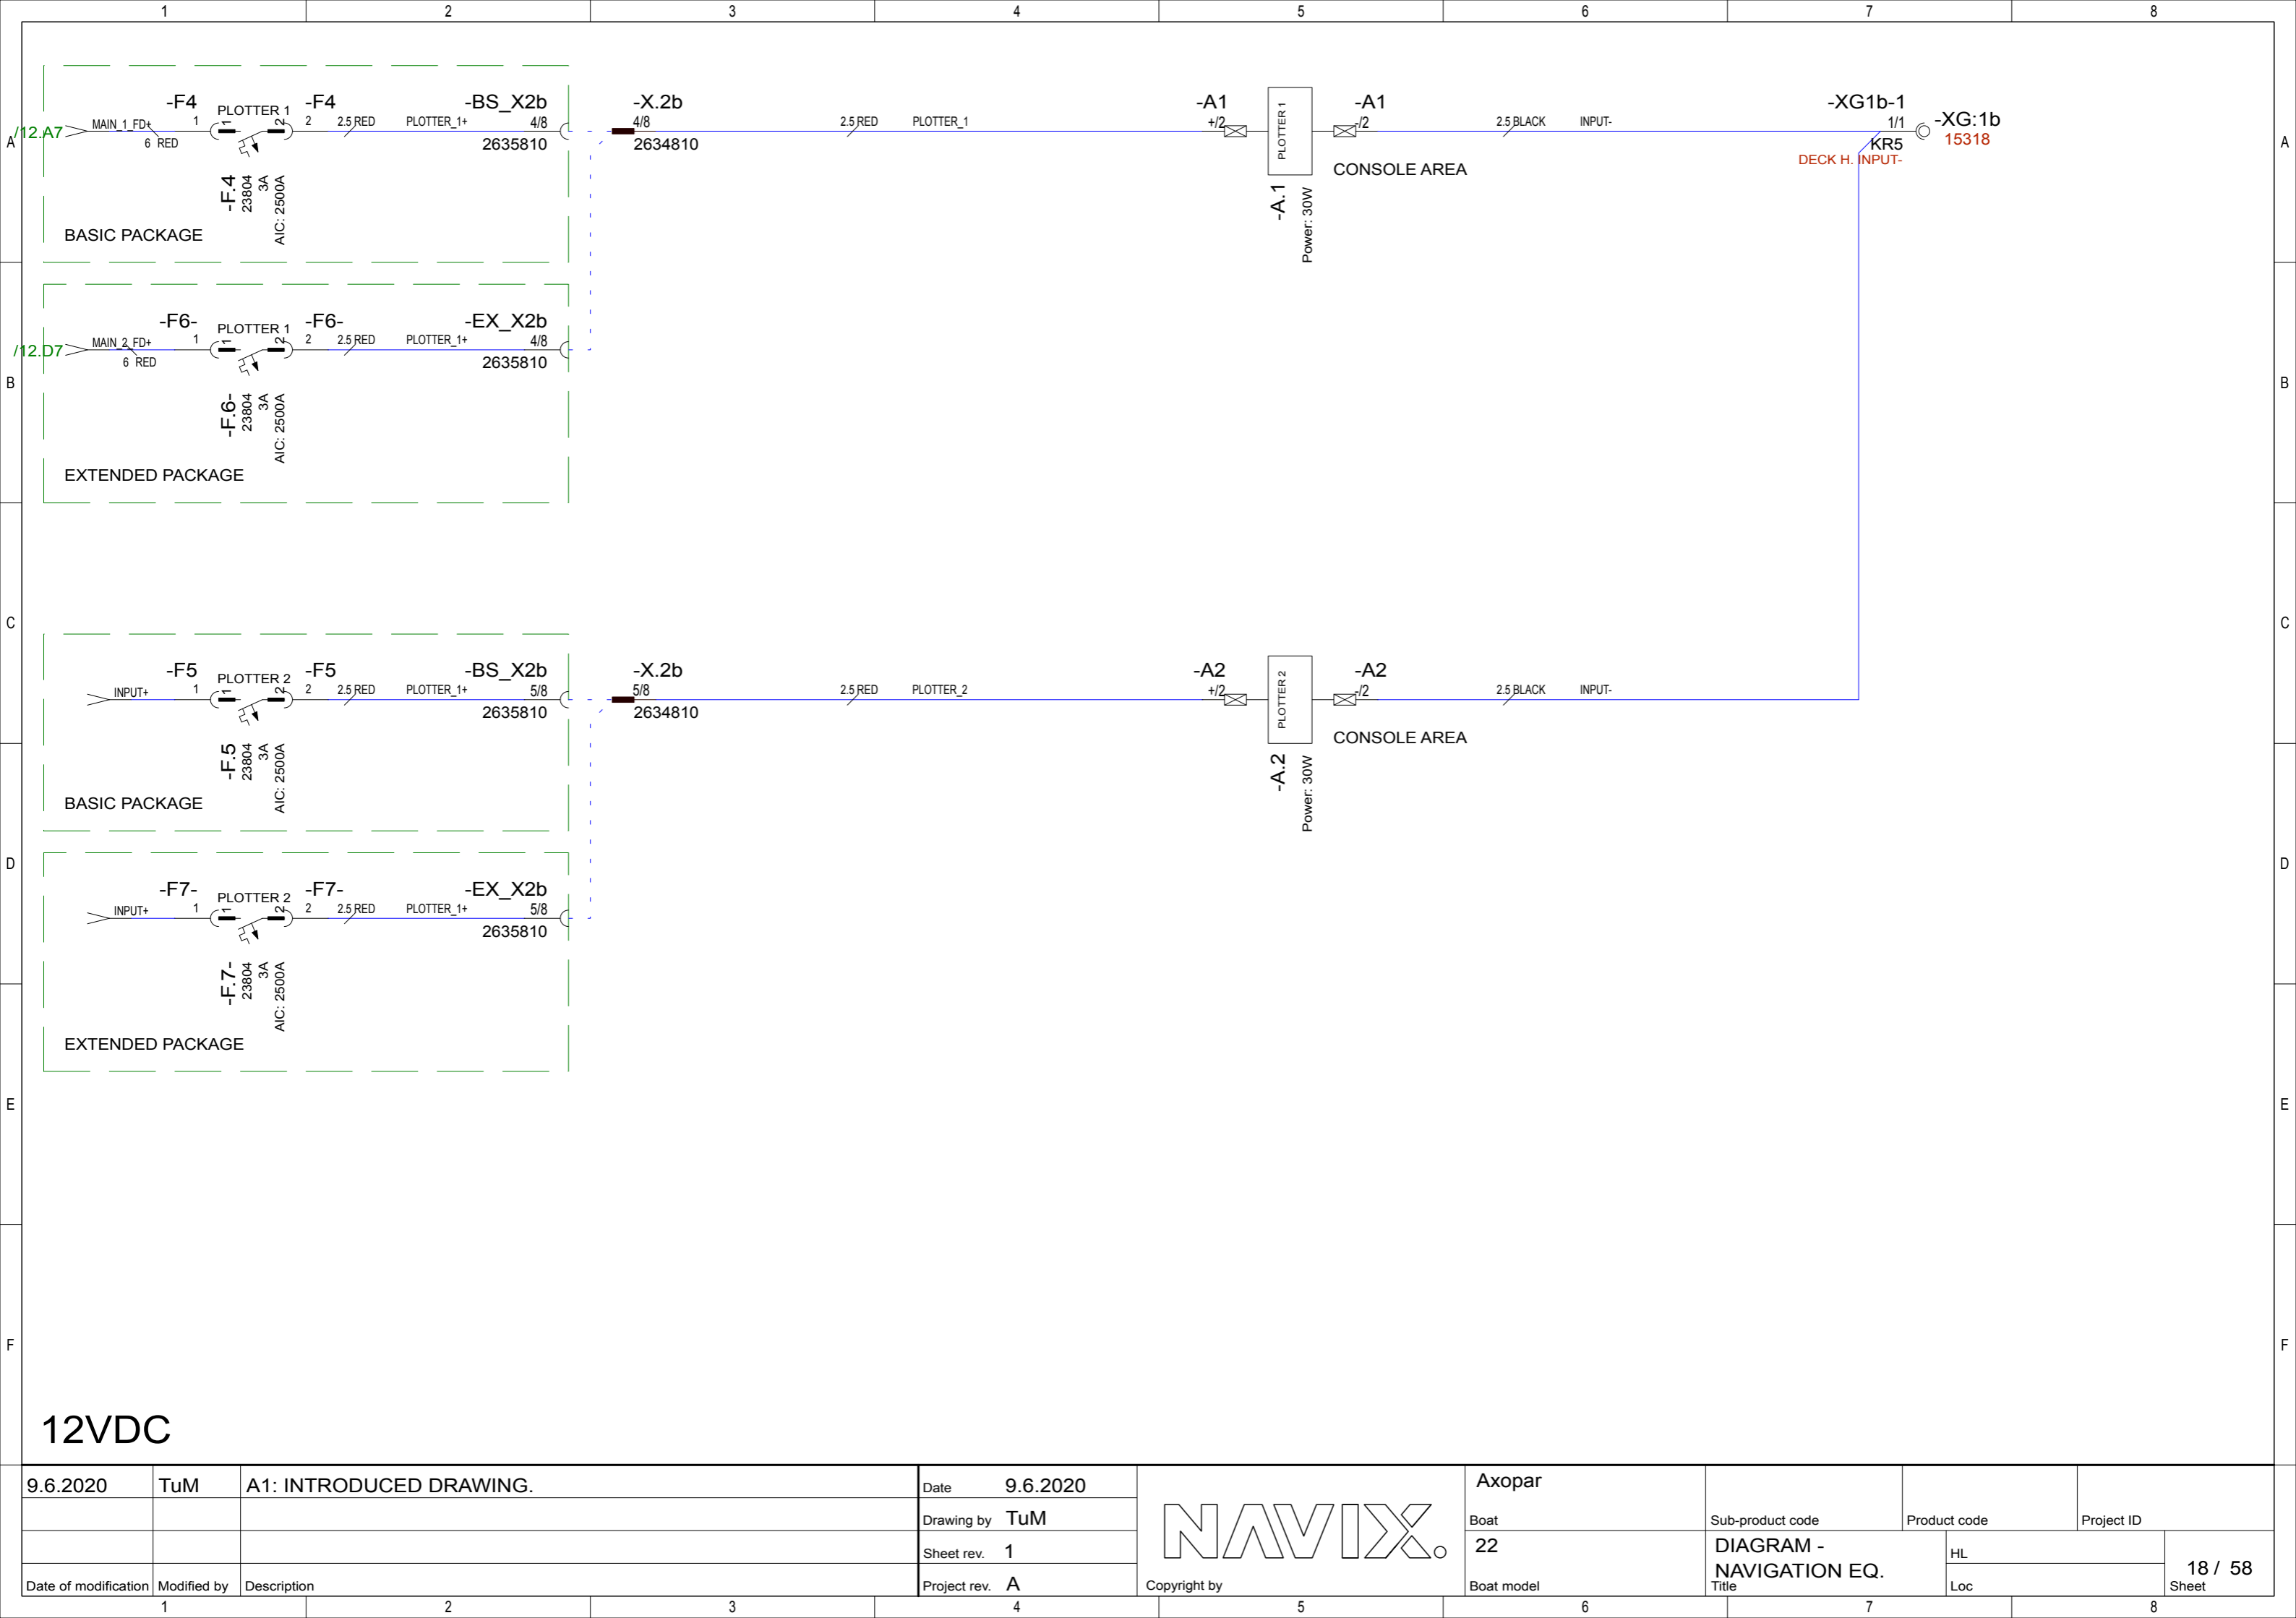 1 2 3 4 5 6 7 8
A A
B B
C C
D D
E E
F F
/12.A7 MAIN_1_FD+
6 RED
-F4
1
PLOTTER 1
1 2
-F4
2 2.5 RED PLOTTER_1+
-BS_X2b
4/8
2635810
-F.4
23804
3A
AIC: 2500A
BASIC PACKAGE
-X.2b
4/8
2634810
2.5 RED PLOTTER_1
-A1
+/2
PLOTTER 1
-A.1
Power: 30W
-A1
-/2
CONSOLE AREA
2.5 BLACK INPUT-
-XG1b-1
1/1
KR5
DECK H. INPUT-
-XG:1b
15318
/12.D7 MAIN_2_FD+
6 RED
-F6-
1
PLOTTER 1
1 2
-F6-
2 2.5 RED PLOTTER_1+
-EX_X2b
4/8
2635810
-F.6-
23804
3A
AIC: 2500A
EXTENDED PACKAGE
INPUT+
-F5
1
PLOTTER 2
1 2
-F5
2 2.5 RED PLOTTER_1+
-BS_X2b
5/8
2635810
-F.5
23804
3A
AIC: 2500A
BASIC PACKAGE
-X.2b
5/8
2634810
2.5 RED PLOTTER_2
-A2
+/2
PLOTTER 2
-A.2
Power: 30W
-A2
-/2
CONSOLE AREA
2.5 BLACK INPUT-
INPUT+
-F7-
1
PLOTTER 2
1 2
-F7-
2 2.5 RED PLOTTER_1+
-EX_X2b
5/8
2635810
-F.7-
23804
3A
AIC: 2500A
EXTENDED PACKAGE
12VDC
9.6.2020 TuM A1: INTRODUCED DRAWING.
Date of modification Modified by Description
Date 9.6.2020
Drawing by TuM
Sheet rev. 1
Project rev. A
NAVIX.
Copyright by
Axopar
Boat
22
Boat model
Sub-product code Product code Project ID
DIAGRAM -
NAVIGATION EQ.
Title
HL
Loc
18 / 58
Sheet
1 2 3 4 5 6 7 8